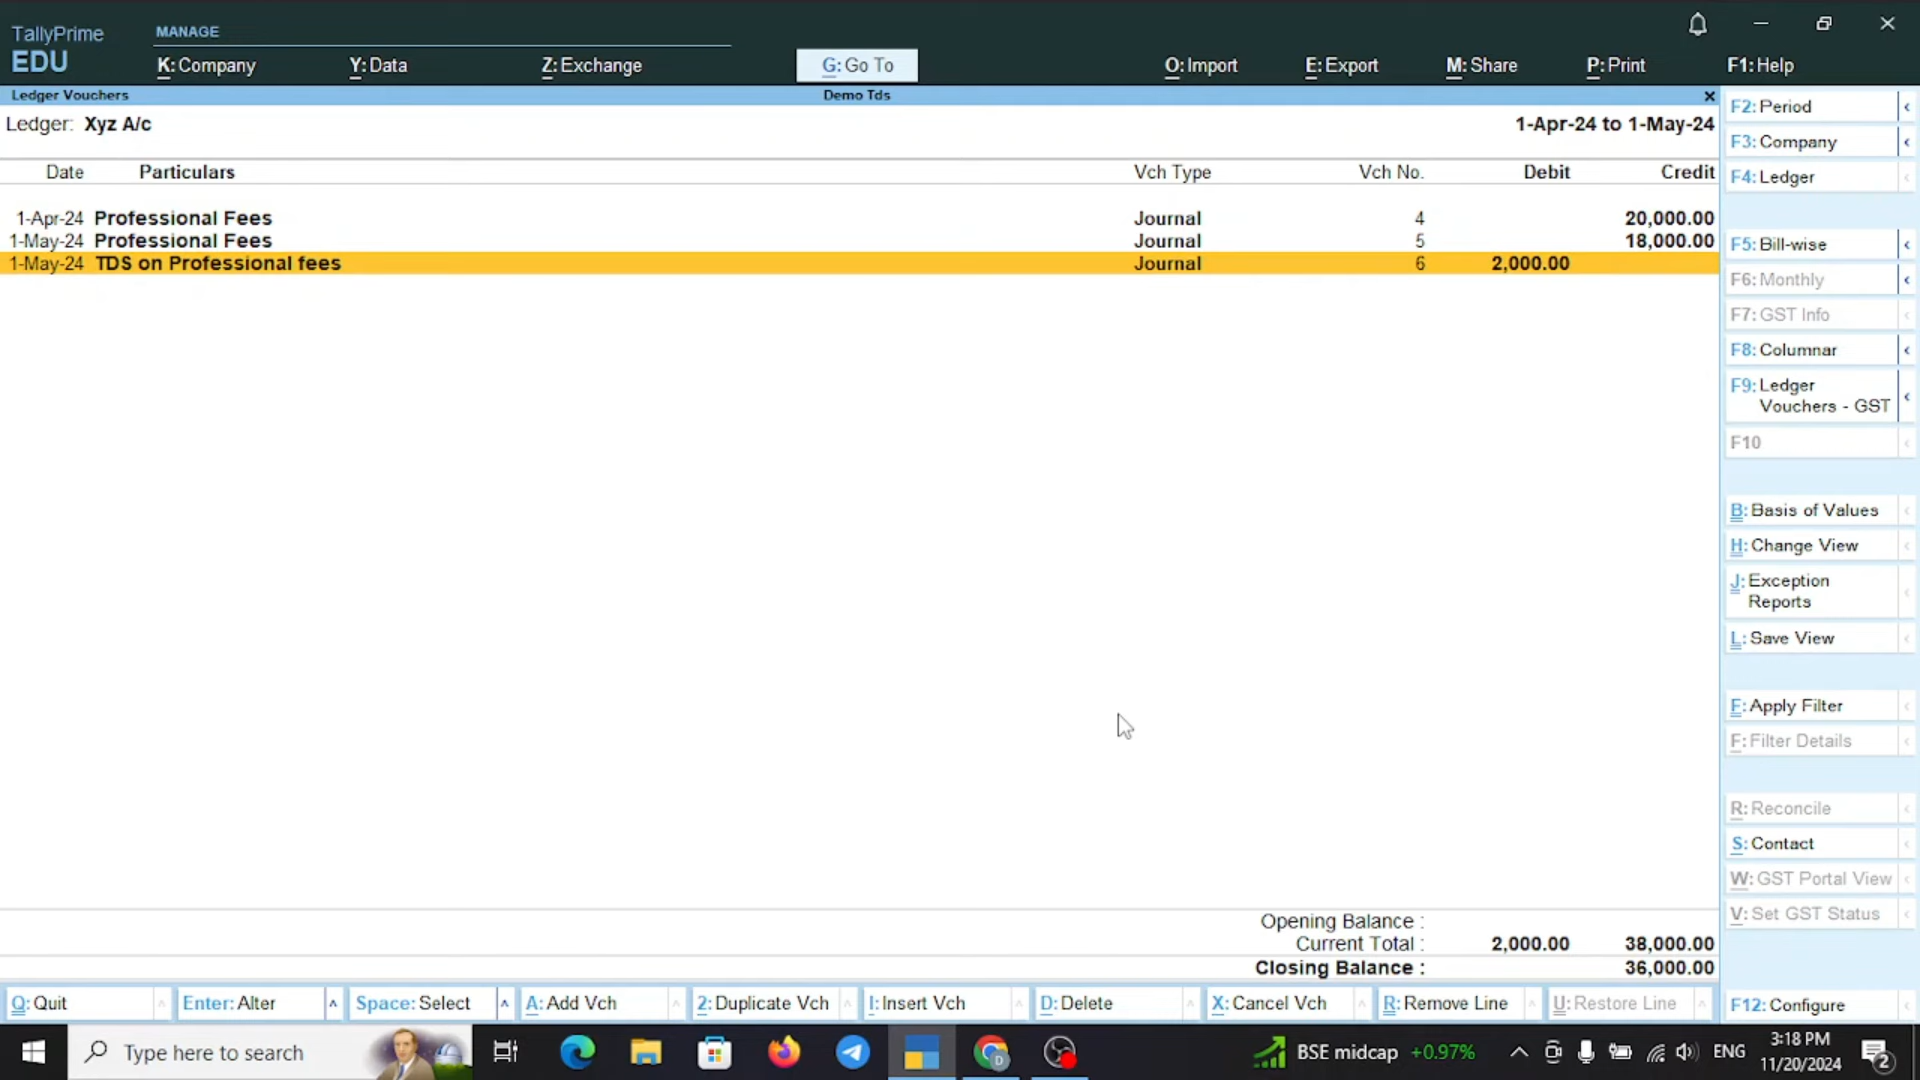 TallyPrime
EDU
MANAGE
K: Company Y: Data Z: Exchange G: Go To O: Import E: Export M: Share P: Print F1: Help
Ledger Vouchers Demo Tds
Ledger: Xyz A/c 1-Apr-24 to 1-May-24
Date Particulars Vch Type Vch No. Debit Credit
1-Apr-24 Professional Fees Journal 4 20,000.00
1-May-24 Professional Fees Journal 5 18,000.00
1-May-24 TDS on Professional fees Journal 6 2,000.00
Opening Balance :
Current Total : 2,000.00 38,000.00
Closing Balance : 36,000.00
F2: Period
F3: Company
F4: Ledger
F5: Bill-wise
F6: Monthly
F7: GST Info
F8: Columnar
F9: Ledger
Vouchers - GST
F10
B: Basis of Values
H: Change View
J: Exception
Reports
L: Save View
F: Apply Filter
F: Filter Details
R: Reconcile
S: Contact
W: GST Portal View
V: Set GST Status
F12: Configure
Q: Quit Enter: Alter Space: Select A: Add Vch 2: Duplicate Vch I: Insert Vch D: Delete X: Cancel Vch R: Remove Line U: Restore Line
Type here to search BSE midcap +0.97% ENG 3:18 PM
11/20/2024 2